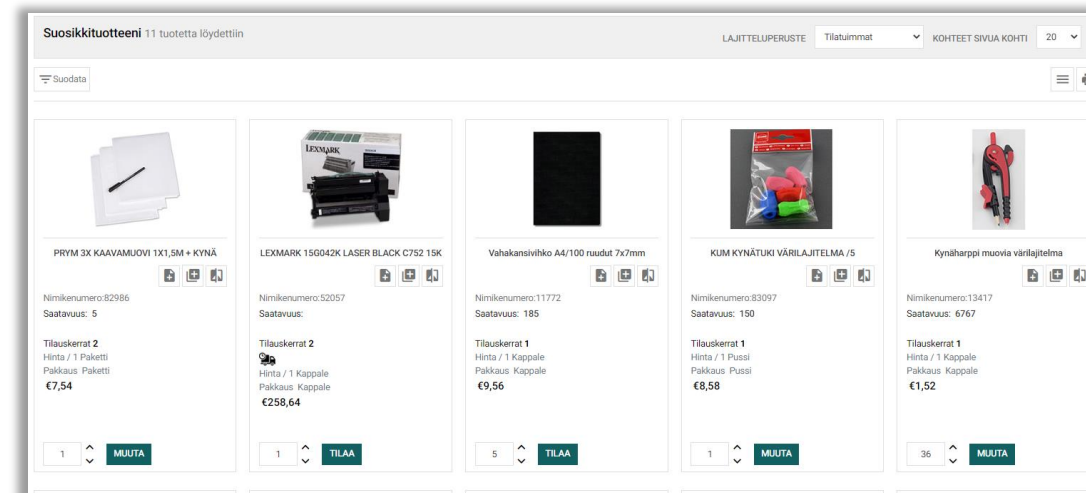 Suosikkituotteeni 11 tuotetta löydettiin
LAJITTELUPERUSTE Tilatuimmat KOHTEET SIVUA KOHTI 20
Suodata
LEXMARK
PRYM 3X KAAVAMUOVI 1X1,5M + KYNÄ
Nimikenumero:82986
Saatavuus: 5
Tilauskerrat 2
Hinta / 1 Paketti
Pakkaus Paketti
€7,54
1 MUUTA
LEXMARK 15G042K LASER BLACK C752 15K
Nimikenumero:52057
Saatavuus:
Tilauskerrat 2
Hinta / 1 Kappale
Pakkaus Kappale
€258,64
1 TILAA
Vahakansivihko A4/100 ruudut 7x7mm
Nimikenumero:11772
Saatavuus: 185
Tilauskerrat 1
Hinta / 1 Kappale
Pakkaus Kappale
€9,56
5 TILAA
KUM KYNÄTUKI VÄRILAJITELMA /5
Nimikenumero:83097
Saatavuus: 150
Tilauskerrat 1
Hinta / 1 Pussi
Pakkaus Pussi
€8,58
1 MUUTA
Kynäharppi muovia värilajitelma
Nimikenumero:13417
Saatavuus: 6767
Tilauskerrat 1
Hinta / 1 Kappale
Pakkaus Kappale
€1,52
36 MUUTA